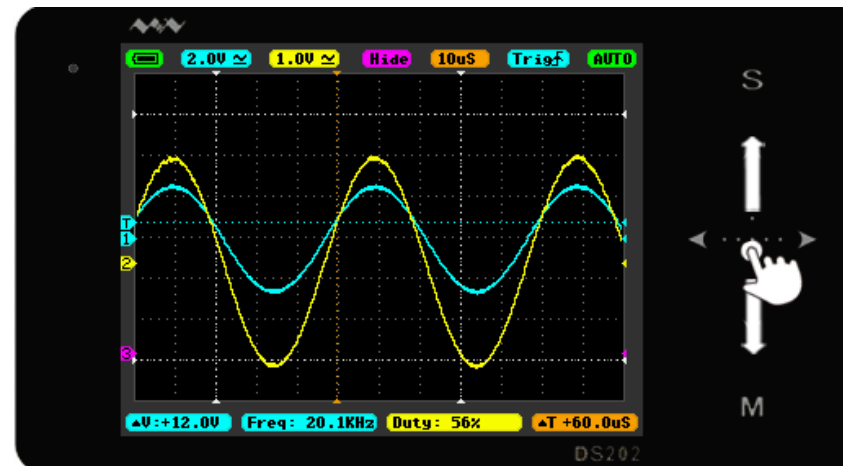 2.0V 1.0V Hide 10uS Trig AUTO
S
T
1
2
3
▲V:+12.0V Freq: 20.1KHz Duty: 56% ▲T +60.0uS
M
DS202